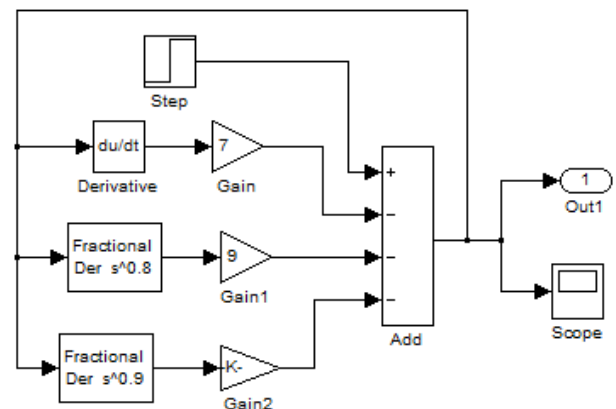 Step
+
du/dt
7
1
Derivative
Gain
−
Out1
Fractional
Der s^0.8
9
−
Gain1
−
Add
Scope
Fractional
Der s^0.9
-K-
Gain2